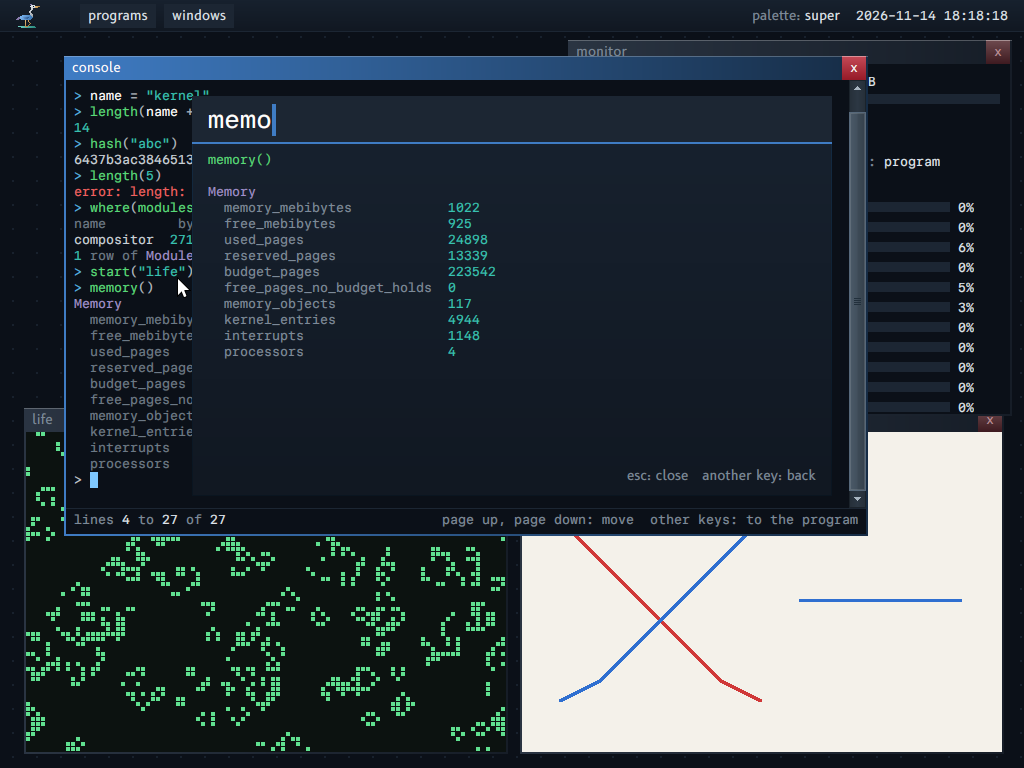 programs windows palette: super 2026-11-14 18:18:18
monitor x
console x
B
: program
0%
0%
6%
0%
5%
3%
0%
0%
0%
0%
0%
> name = "kernel"
> length(name +
14
> hash("abc")
6437b3ac3846513
> length(5)
error: length:
> where(modules
name by
compositor 271
1 row of Module
> start("life")
> memory()
Memory
memory_mebiby
free_mebibyte
used_pages
reserved_page
budget_pages
free_pages_no
memory_object
kernel_entrie
interrupts
processors
>
memo
memory()
Memory
memory_mebibytes 1022
free_mebibytes 925
used_pages 24898
reserved_pages 13339
budget_pages 223542
free_pages_no_budget_holds 0
memory_objects 117
kernel_entries 4944
interrupts 1148
processors 4
esc: close another key: back
lines 4 to 27 of 27 page up, page down: move other keys: to the program
life x